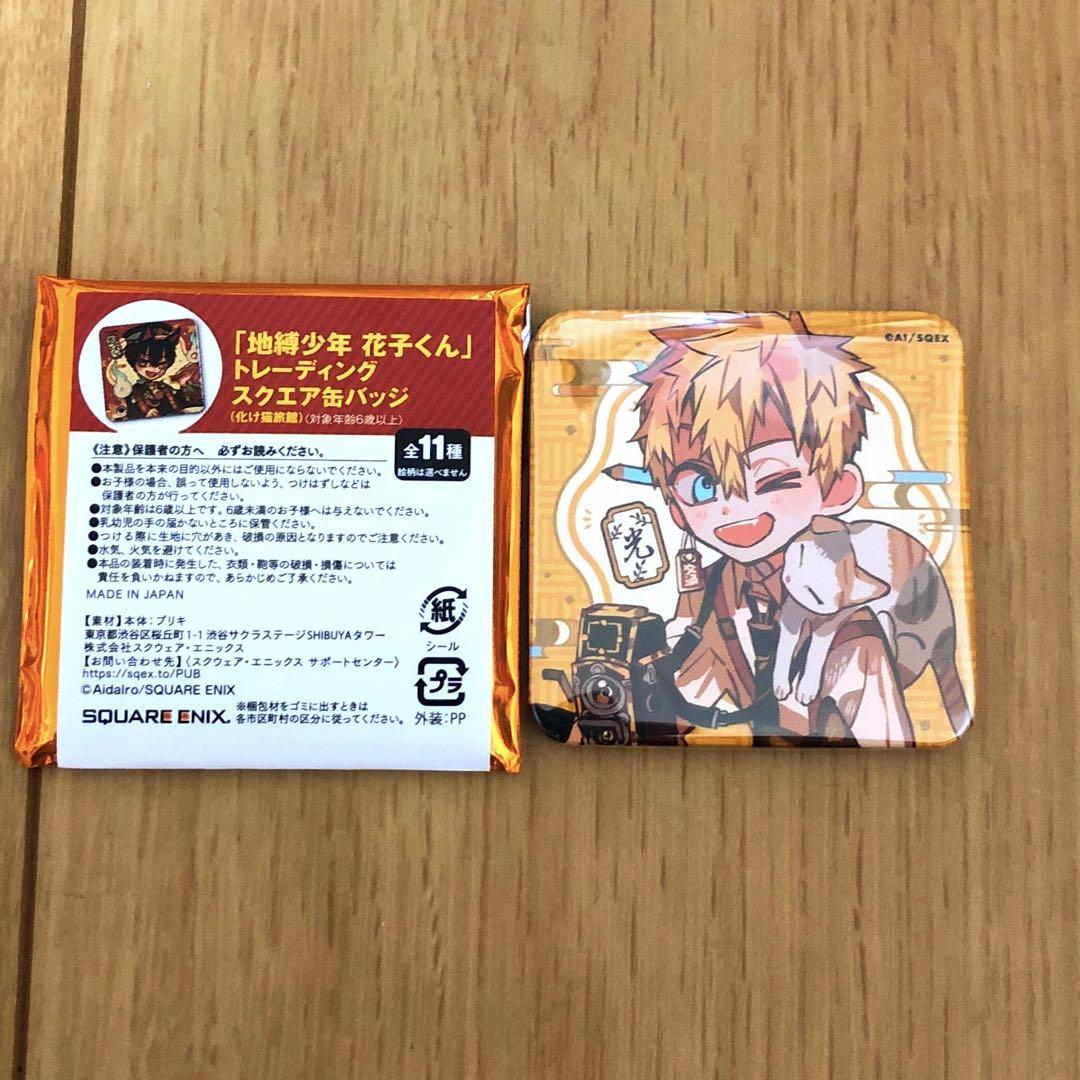 「地縛少年 花子くん」
トレーディング
スクエア缶バッジ
(化け猫旅館)(対象年齢6歳以上)
全11種
絵柄は選べません
《注意》保護者の方へ 必ずお読みください。
●本製品を本来の目的以外にはご使用にならないでください。
●お子様の場合、誤って使用しないよう、つけはずしなどは
保護者の方が行ってください。
●対象年齢は6歳以上です。6歳未満のお子様へは与えないでください。
●乳幼児の手の届かないところに保管ください。
●つける際に生地に穴があき、破損の原因となりますのでご注意ください。
●水気、火気を避けてください。
●本品の装着時に発生した、衣類・鞄等の破損・損傷については
責任を負いかねますので、あらかじめご了承ください。
MADE IN JAPAN
【素材】本体:ブリキ
東京都渋谷区桜丘町1-1 渋谷サクラステージSHIBUYAタワー
株式会社スクウェア・エニックス
【お問い合わせ先】〈スクウェア・エニックス サポートセンター〉
https://sqex.to/PUB
©AidaIro/SQUARE ENIX
SQUARE ENIX.
※梱包材をゴミに出すときは
各市区町村の区分に従ってください。
紙
シール
プラ
外装:PP
©AI/SQEX
光